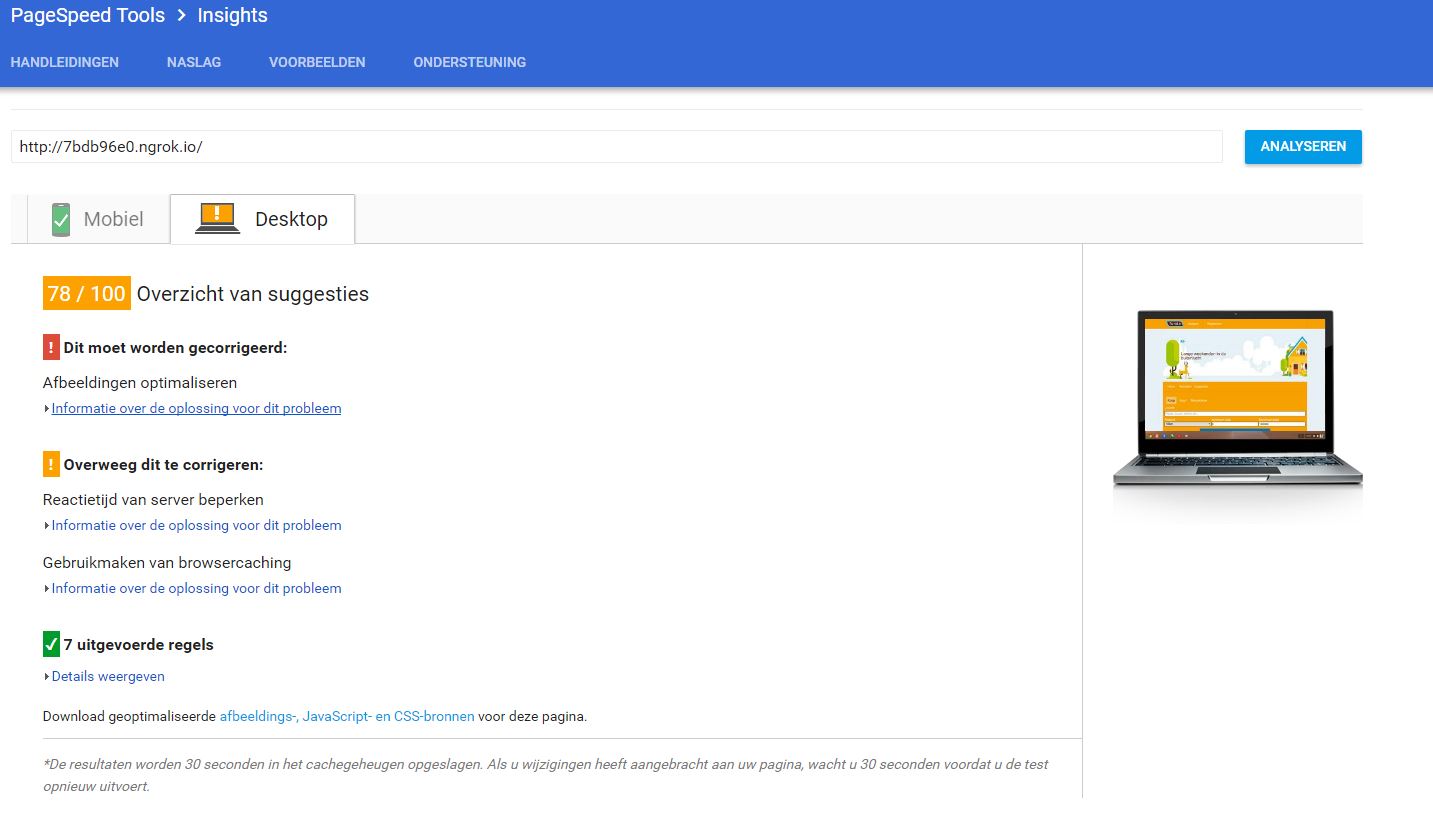 PageSpeed Tools > Insights
HANDLEIDINGEN NASLAG VOORBEELDEN ONDERSTEUNING
http://7bdb96e0.ngrok.io/ ANALYSEREN
Mobiel Desktop
78 / 100 Overzicht van suggesties
! Dit moet worden gecorrigeerd:
Afbeeldingen optimaliseren
Informatie over de oplossing voor dit probleem
! Overweeg dit te corrigeren:
Reactietijd van server beperken
Informatie over de oplossing voor dit probleem
Gebruikmaken van browsercaching
Informatie over de oplossing voor dit probleem
7 uitgevoerde regels
Details weergeven
Download geoptimaliseerde afbeeldings-, JavaScript- en CSS-bronnen voor deze pagina.
*De resultaten worden 30 seconden in het cachegeheugen opgeslagen. Als u wijzigingen heeft aangebracht aan uw pagina, wacht u 30 seconden voordat u de test
opnieuw uitvoert.